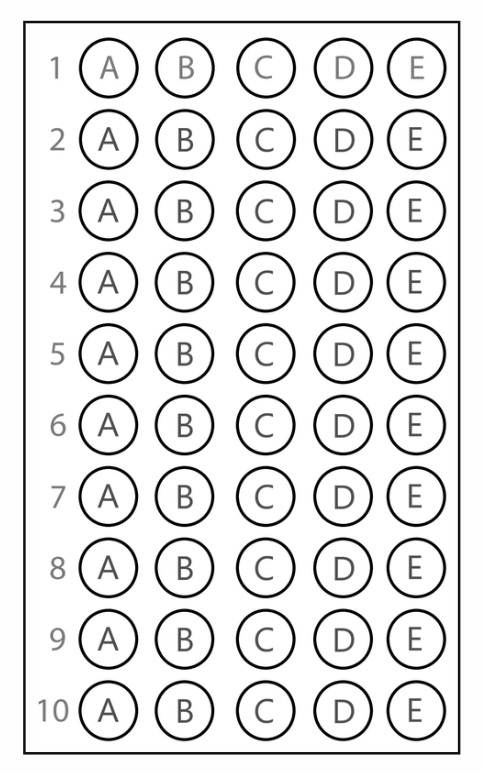 1 A B C D E
2 A B C D E
3 A B C D E
4 A B C D E
5 A B C D E
6 A B C D E
7 A B C D E
8 A B C D E
9 A B C D E
10 A B C D E